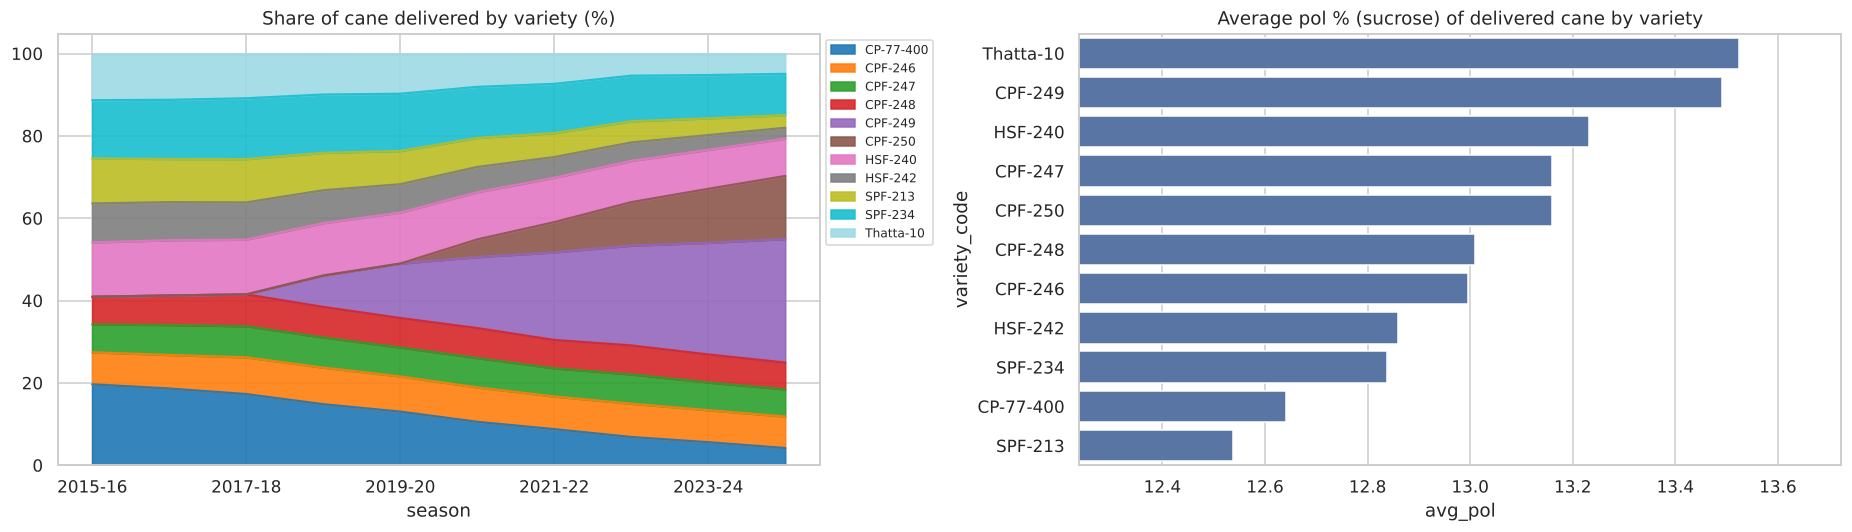 Share of cane delivered by variety (%)
100
80
60
40
20
0
2015-16 2017-18 2019-20 2021-22 2023-24
season
CP-77-400
CPF-246
CPF-247
CPF-248
CPF-249
CPF-250
HSF-240
HSF-242
SPF-213
SPF-234
Thatta-10
Average pol % (sucrose) of delivered cane by variety
variety_code
Thatta-10
CPF-249
HSF-240
CPF-247
CPF-250
CPF-248
CPF-246
HSF-242
SPF-234
CP-77-400
SPF-213
12.4 12.6 12.8 13.0 13.2 13.4 13.6
avg_pol